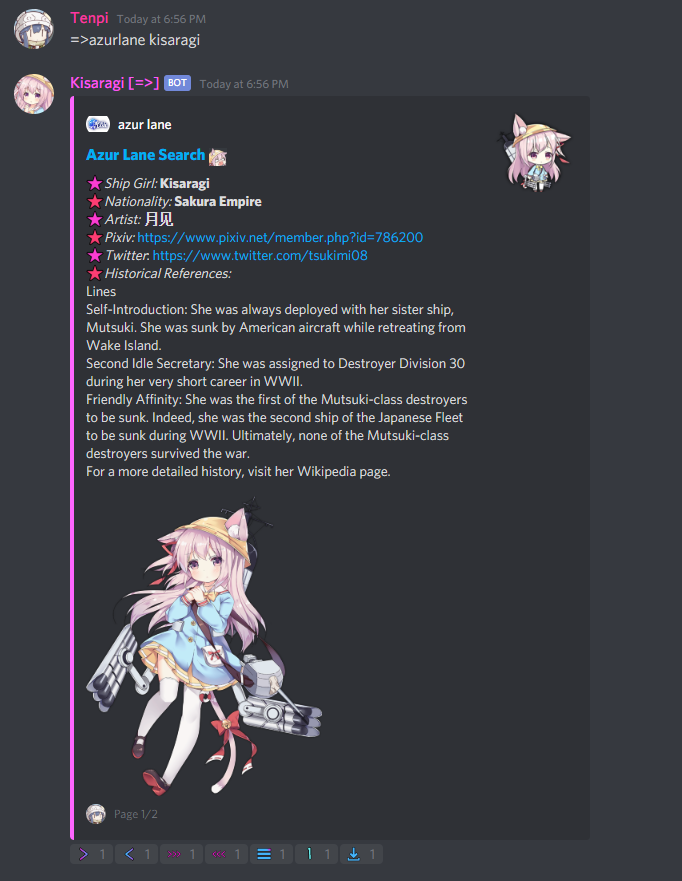 Tenpi Today at 6:56 PM
=>azurlane kisaragi
Kisaragi [=>] BOT Today at 6:56 PM
azur lane
Azur Lane Search
Ship Girl: Kisaragi
Nationality: Sakura Empire
Artist: 月见
Pixiv: https://www.pixiv.net/member.php?id=786200
Twitter: https://www.twitter.com/tsukimi08
Historical References:
Lines
Self-Introduction: She was always deployed with her sister ship,
Mutsuki. She was sunk by American aircraft while retreating from
Wake Island.
Second Idle Secretary: She was assigned to Destroyer Division 30
during her very short career in WWII.
Friendly Affinity: She was the first of the Mutsuki-class destroyers
to be sunk. Indeed, she was the second ship of the Japanese Fleet
to be sunk during WWII. Ultimately, none of the Mutsuki-class
destroyers survived the war.
For a more detailed history, visit her Wikipedia page.
Page 1/2
1 1 1 1 1 1 1